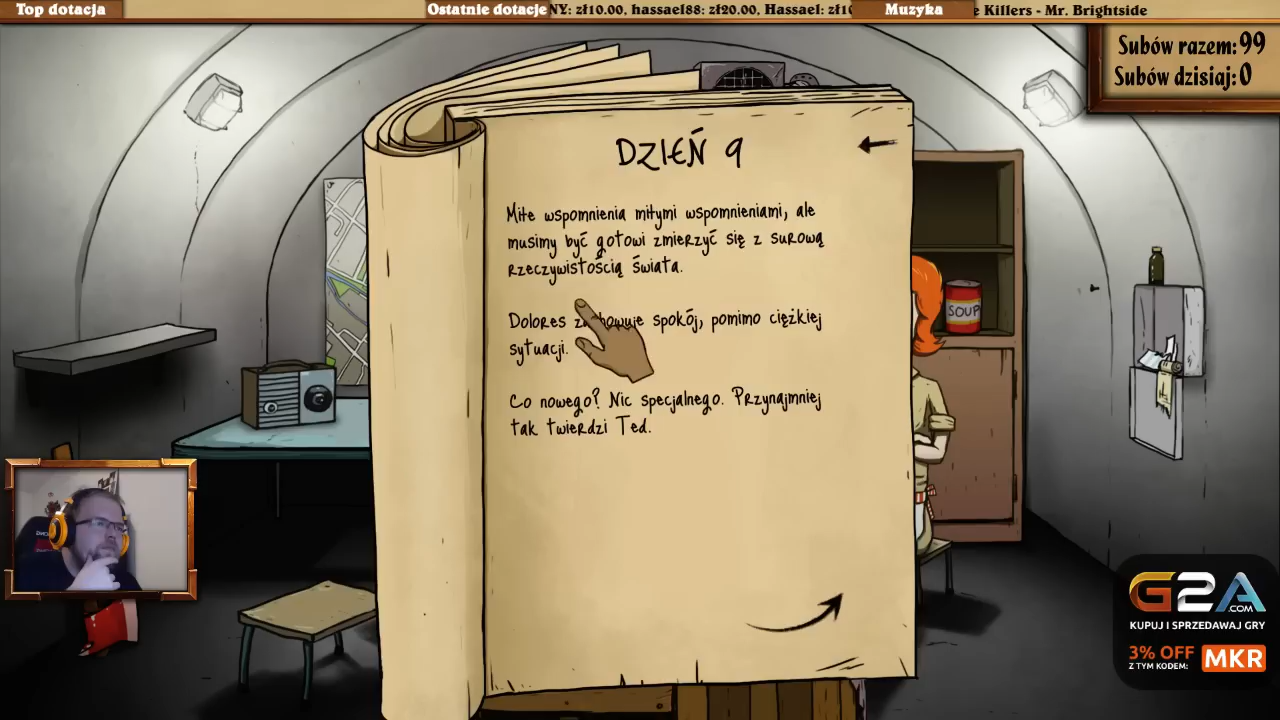 Top dotacja
Ostatnie dotacje
NY: zł10.00, hassael88: zł20.00, Hassael: zł10
Muzyka
Killers - Mr. Brightside
Subów razem: 99
Subów dzisiaj: 0
DZIEŃ 9
Miłe wspomnienia miłymi wspomnieniami, ale
musimy być gotowi zmierzyć się z surową
rzeczywistością świata.
Dolores zachowuje spokój, pomimo ciężkiej
sytuacji.
Co nowego? Nic specjalnego. Przynajmniej
tak twierdzi Ted.
SOUP
G2A
.COM
KUPUJ I SPRZEDAWAJ GRY
3% OFF
Z TYM KODEM:
MKR